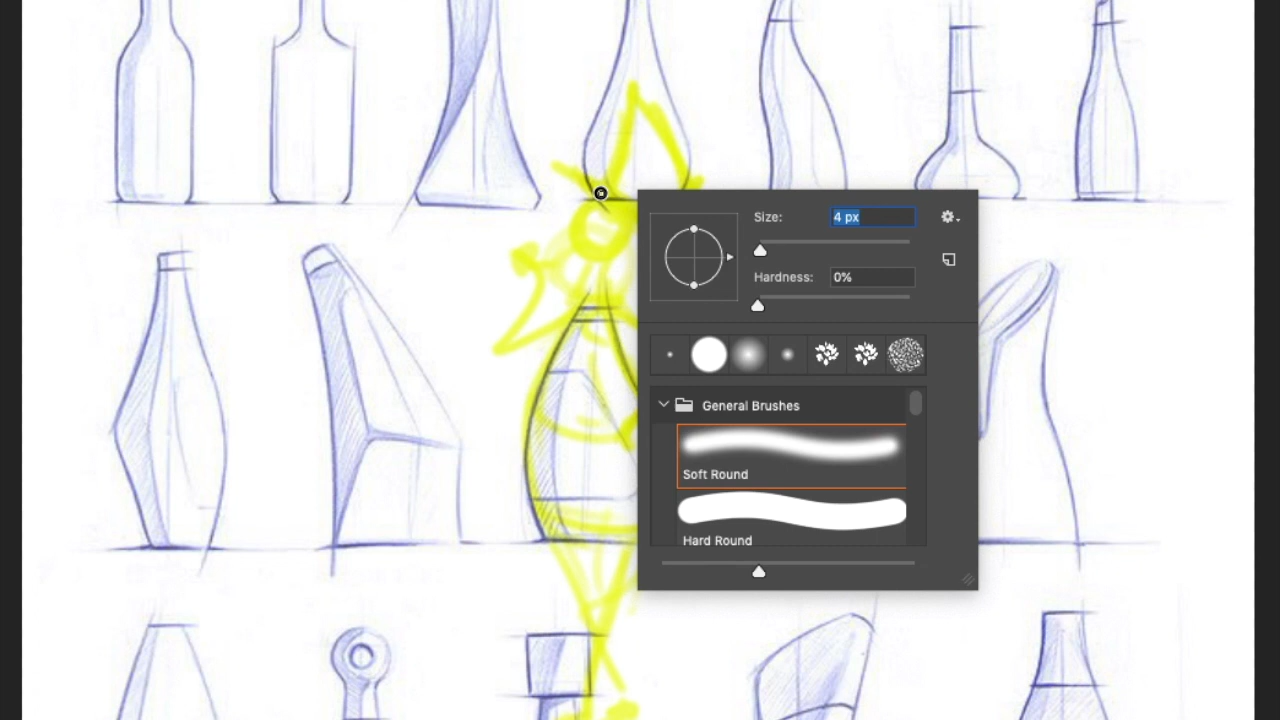 Size:
4 px
Hardness:
0%
General Brushes
Soft Round
Hard Round